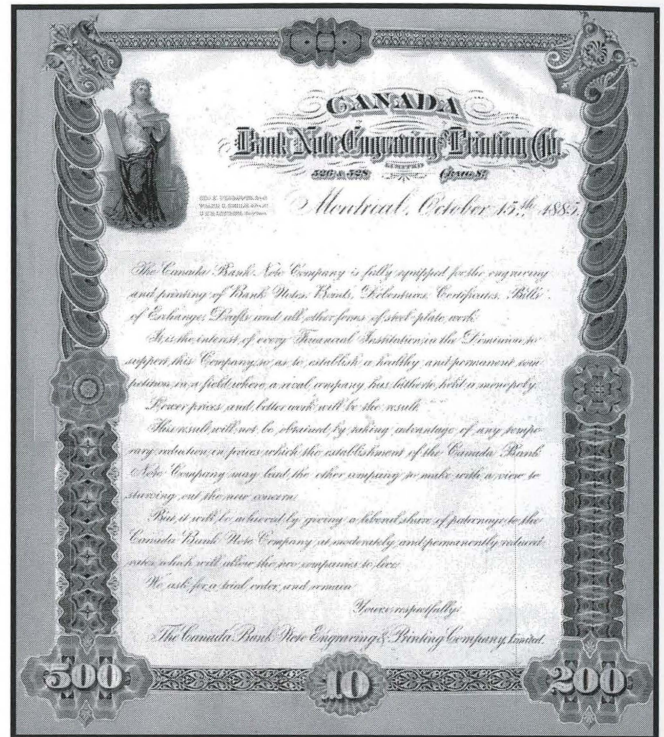 CANADA
Bank Note Engraving & Printing Co.
LIMITED
526 & 528 Craig St
Montreal, October 15th 1885.
The Canada Bank Note Company is fully equipped for the engraving
and printing of Bank Notes, Bonds, Debentures, Certificates, Bills
of Exchange, Drafts and all other forms of steel plate work.
It is the interest of every Financial Institution in the Dominion to
support this Company, so as to establish a healthy and permanent com
petition in a field where a rival company has hitherto held a monopoly.
Lower prices and better work will be the result.
This result will not be obtained by taking advantage of any tempo-
rary reduction in prices which the establishment of the Canada Bank
Note Company may lead the other company to make with a view to
starving out the new concern.
But it will be achieved by giving a liberal share of patronage to the
Canada Bank Note Company, at moderately and permanently reduced
rates which will allow the two companies to live.
We ask for a trial order, and remain
Yours respectfully
The Canada Bank Note Engraving & Printing Company, Limited.
500
10
200